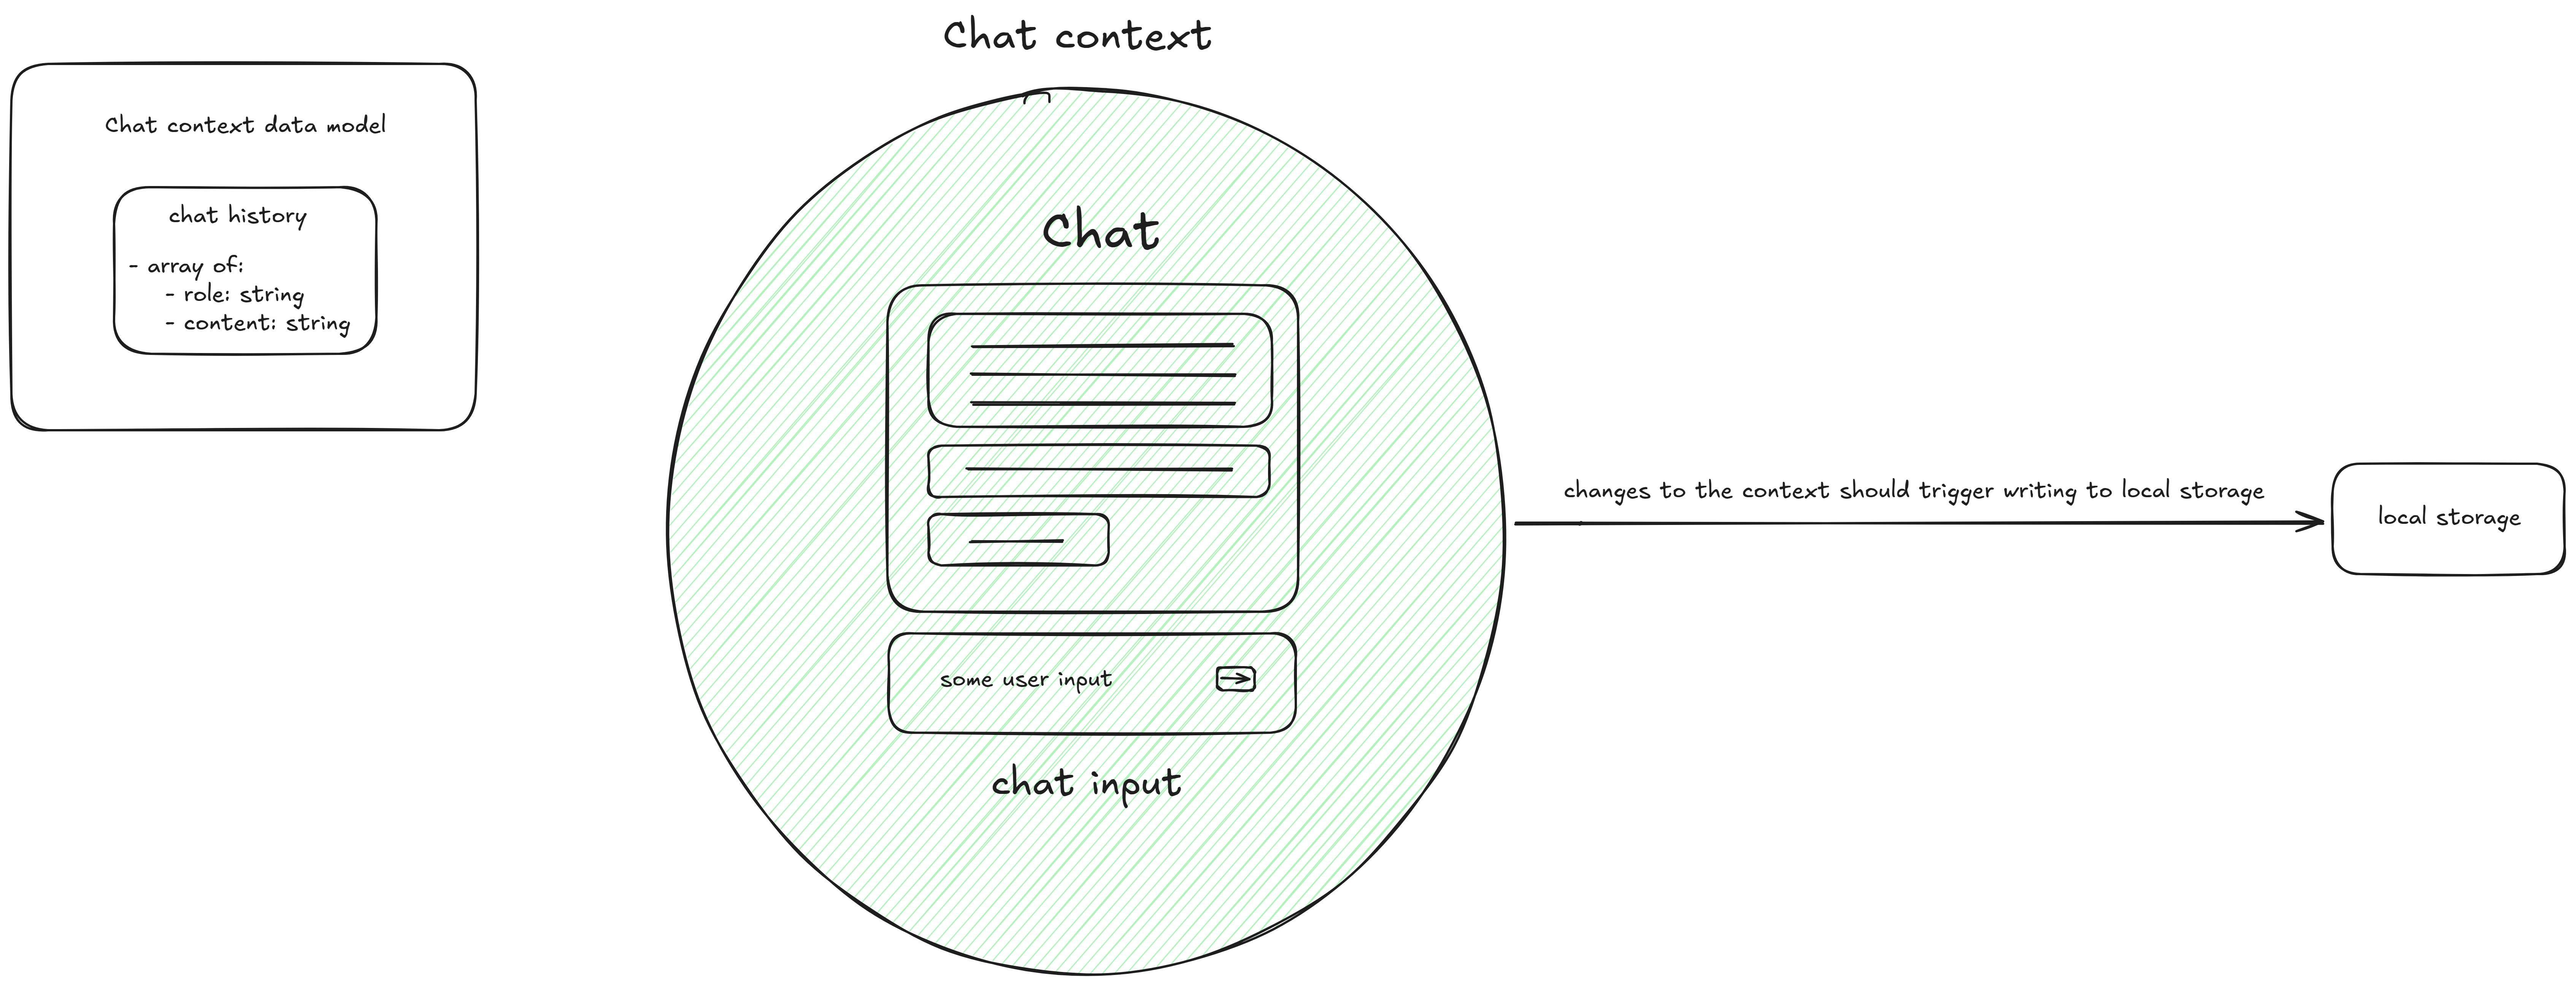 Chat context
Chat context data model
chat history
- array of:
- role: string
- content: string
Chat
some user input
chat input
changes to the context should trigger writing to local storage
local storage